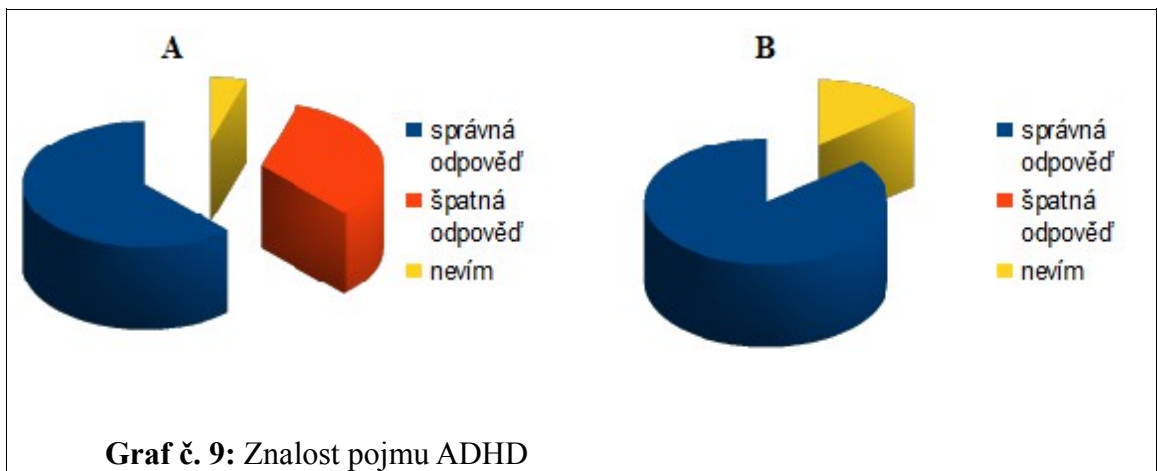 A
správná
odpověď
špatná
odpověď
nevím
B
správná
odpověď
špatná
odpověď
nevím
Graf č. 9: Znalost pojmu ADHD